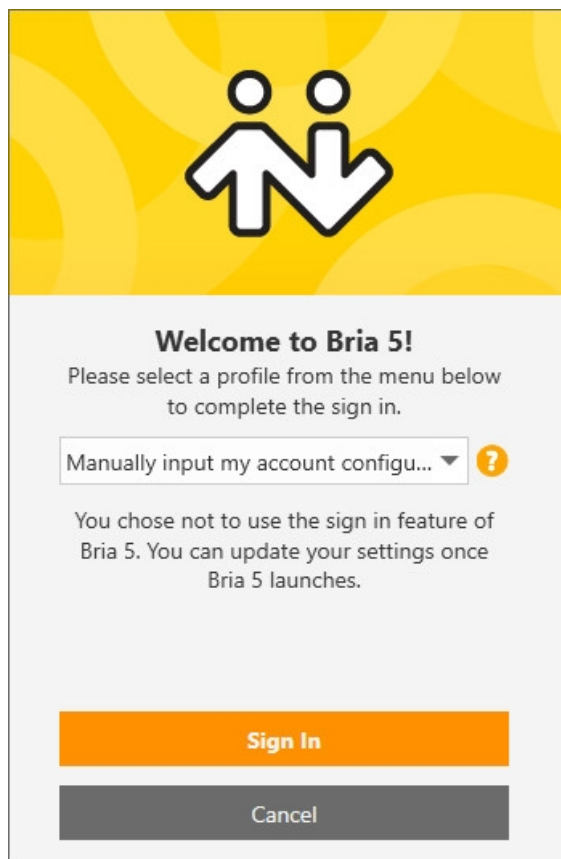 Welcome to Bria 5!
Please select a profile from the menu below
to complete the sign in.
Manually input my account configu... ?
You chose not to use the sign in feature of
Bria 5. You can update your settings once
Bria 5 launches.
Sign In
Cancel